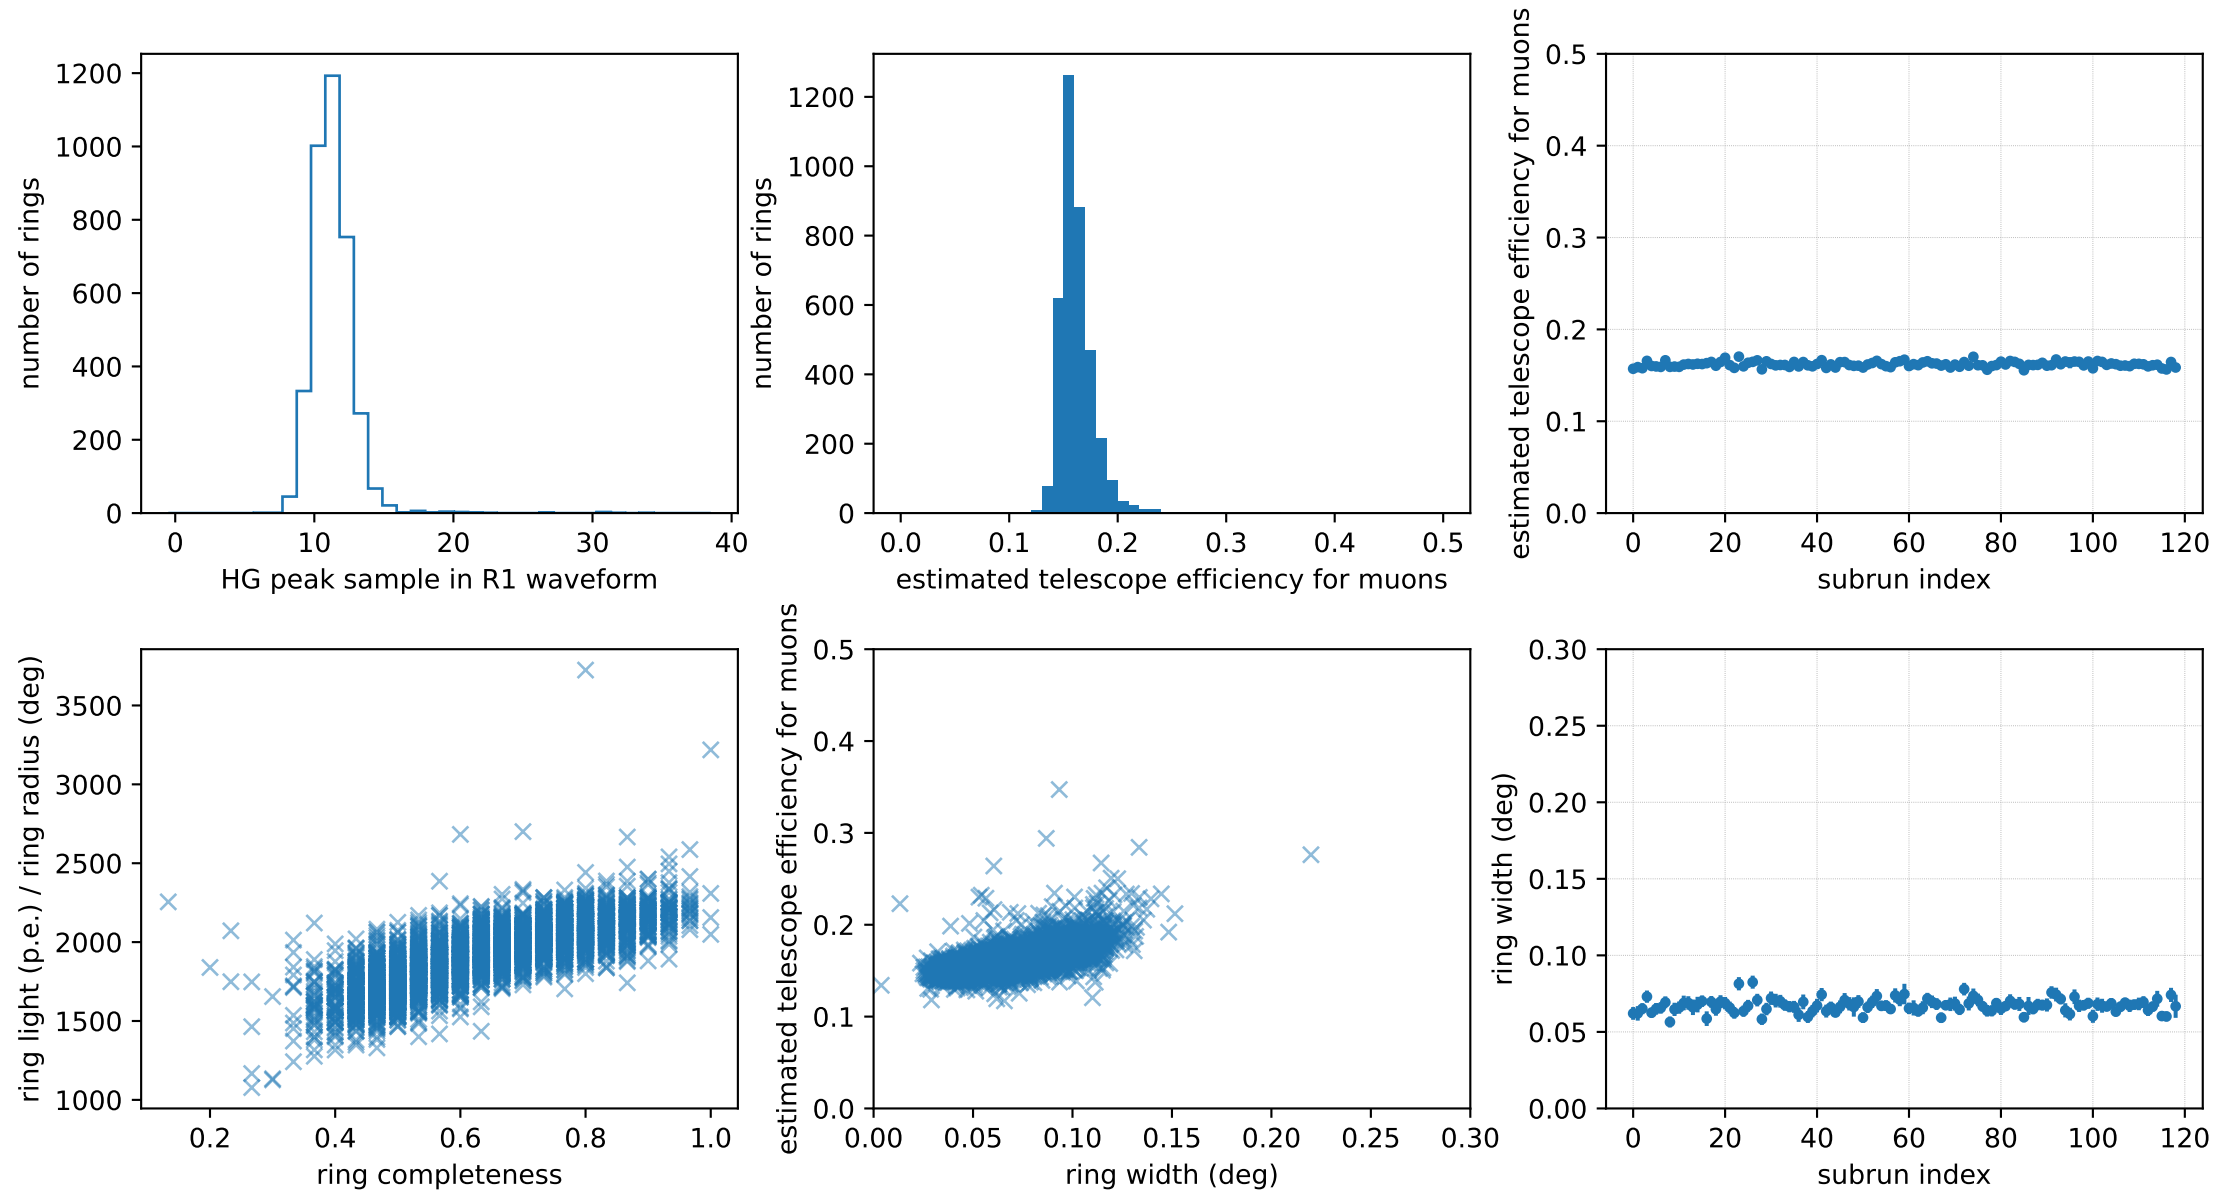 1200
1000
800
600
400
200
0
number of rings
0 10 20 30 40
HG peak sample in R1 waveform
1200
1000
800
600
400
200
0
number of rings
0.0 0.1 0.2 0.3 0.4 0.5
estimated telescope efficiency for muons
0.5
0.4
0.3
0.2
0.1
0.0
estimated telescope efficiency for muons
0 20 40 60 80 100 120
subrun index
3500
3000
2500
2000
1500
1000
ring light (p.e.) / ring radius (deg)
0.2 0.4 0.6 0.8 1.0
ring completeness
0.5
0.4
0.3
0.2
0.1
0.0
estimated telescope efficiency for muons
0.00 0.05 0.10 0.15 0.20 0.25 0.30
ring width (deg)
0.30
0.25
0.20
0.15
0.10
0.05
0.00
ring width (deg)
0 20 40 60 80 100 120
subrun index